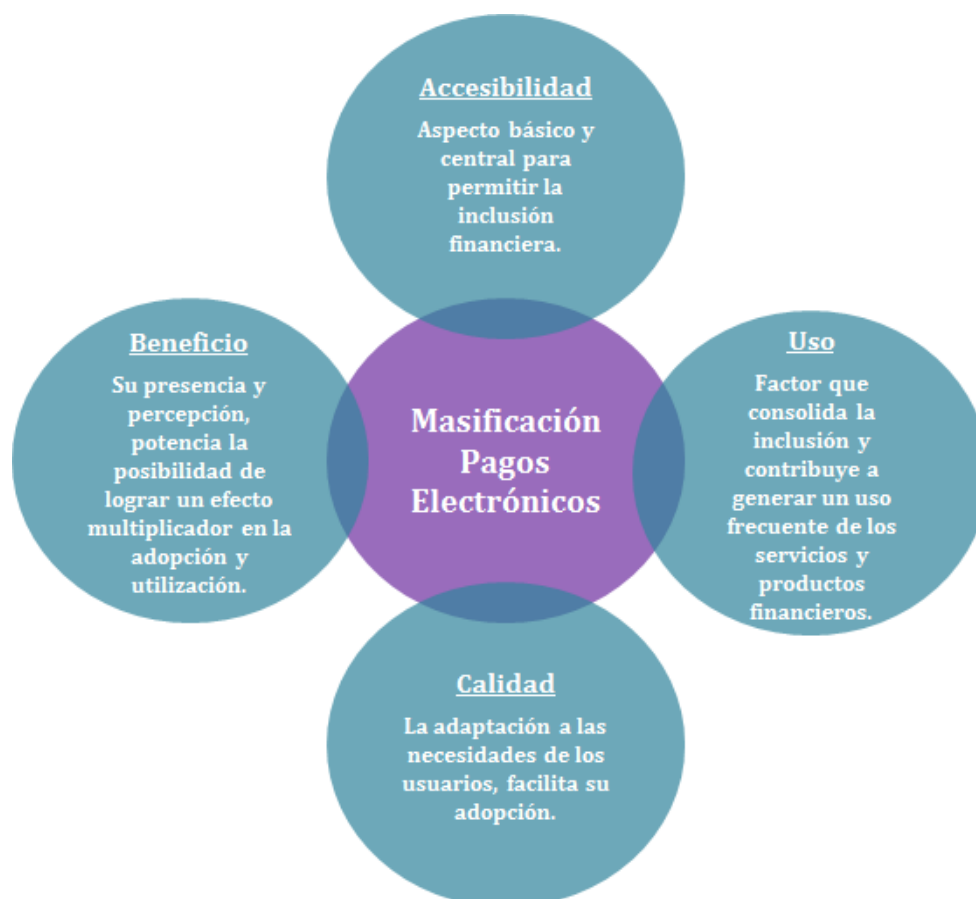 Accesibilidad
Aspecto básico y
central para
permitir la
inclusión
financiera.
Beneficio
Su presencia y
percepción,
potencia la
posibilidad de
lograr un efecto
multiplicador en la
adopción y
utilización.
Masificación
Pagos
Electrónicos
Uso
Factor que
consolida la
inclusión y
contribuye a
generar un uso
frecuente de los
servicios y
productos
financieros.
Calidad
La adaptación a las
necesidades de los
usuarios, facilita su
adopción.